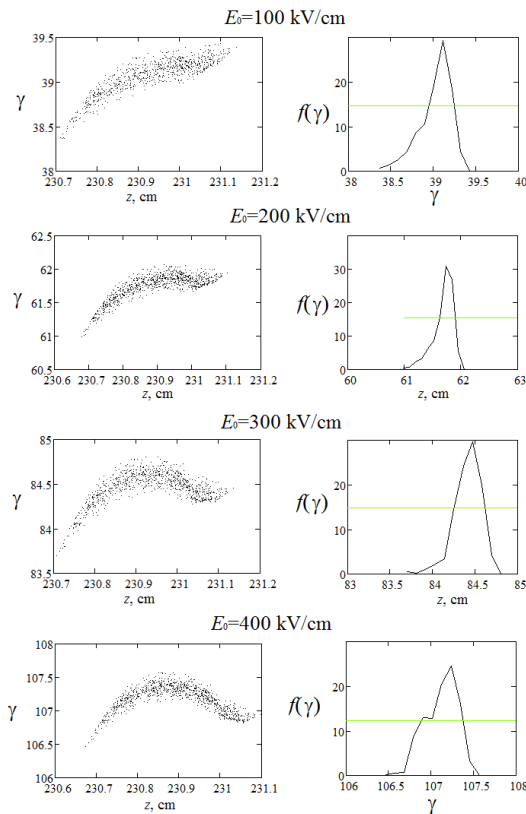 E₀=100 kV/cm
39.5
39
38.5
38
γ
230.7 230.8 230.9 231 231.1 231.2
z, cm
20
10
0
f(γ)
38 38.5 39 39.5 40
γ
E₀=200 kV/cm
62.5
62
61.5
61
60.5
γ
230.6 230.7 230.8 230.9 231 231.1 231.2
z, cm
30
20
10
0
f(γ)
60 61 62 63
z, cm
E₀=300 kV/cm
85
84.5
84
83.5
γ
230.7 230.8 230.9 231 231.1 231.2
z, cm
20
10
0
f(γ)
83 83.5 84 84.5 85
z, cm
E₀=400 kV/cm
108
107.5
107
106.5
106
γ
230.6 230.7 230.8 230.9 231 231.1
z, cm
20
10
0
f(γ)
106 106.5 107 107.5 108
γ